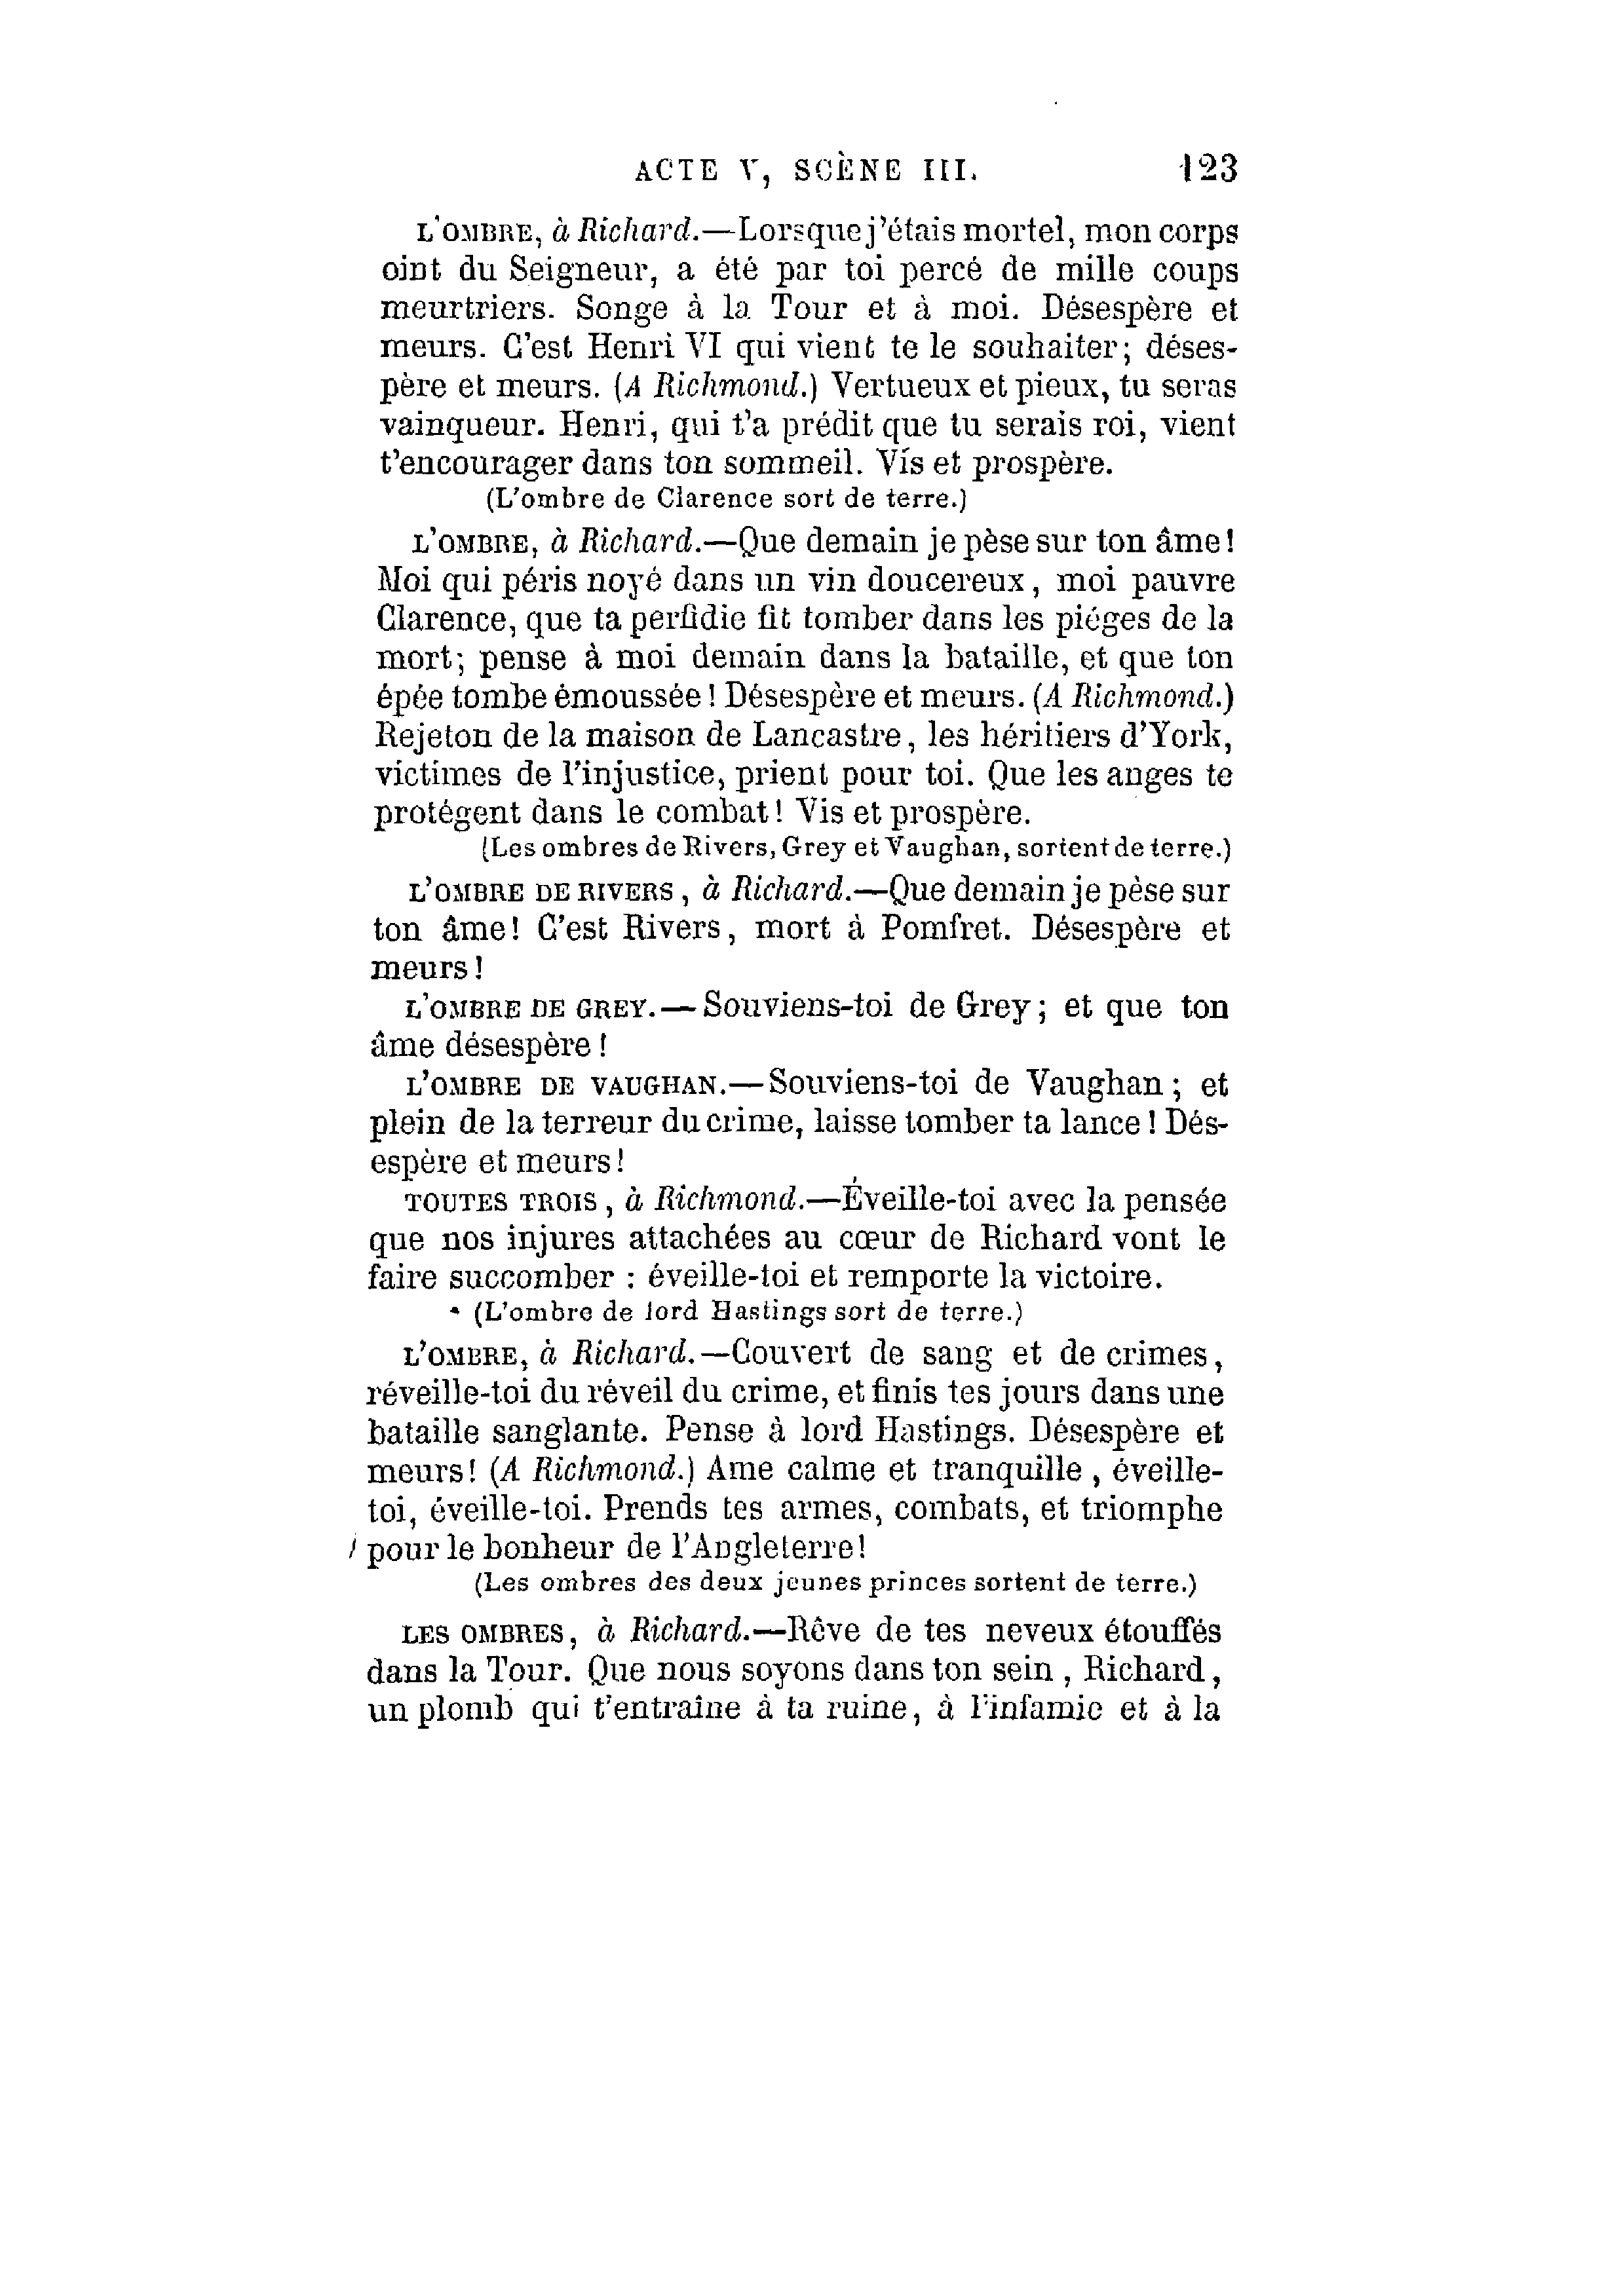 ACTE V, SCÈNE III. 123
L'OMBRE, à Richard.—Lorsque j'étais mortel, mon corps
oint du Seigneur, a été par toi percé de mille coups
meurtriers. Songe à la Tour et à moi. Désespère et
meurs. C'est Henri VI qui vient te le souhaiter; déses-
père et meurs. (A Richmond.) Vertueux et pieux, tu seras
vainqueur. Henri, qui t'a prédit que tu serais roi, vient
t'encourager dans ton sommeil. Vis et prospère.
(L'ombre de Clarence sort de terre.)
L'OMBRE, à Richard.—Que demain je pèse sur ton âme!
Moi qui péris noyé dans un vin doucereux, moi pauvre
Clarence, que ta perfidie fit tomber dans les piéges de la
mort; pense à moi demain dans la bataille, et que ton
épée tombe émoussée! Désespère et meurs. (A Richmond.)
Rejeton de la maison de Lancastre, les héritiers d'York,
victimes de l'injustice, prient pour toi. Que les anges te
protégent dans le combat! Vis et prospère.
(Les ombres de Rivers, Grey et Vaughan, sortent de terre.)
L'OMBRE DE RIVERS, à Richard.—Que demain je pèse sur
ton âme! C'est Rivers, mort à Pomfret. Désespère et
meurs!
L'OMBRE DE GREY.—Souviens-toi de Grey; et que ton
âme désespère!
L'OMBRE DE VAUGHAN.—Souviens-toi de Vaughan; et
plein de la terreur du crime, laisse tomber ta lance! Dés-
espère et meurs!
TOUTES TROIS, à Richmond.—Éveille-toi avec la pensée
que nos injures attachées au cœur de Richard vont le
faire succomber : éveille-toi et remporte la victoire.
(L'ombre de lord Hastings sort de terre.)
L'OMBRE, à Richard.—Couvert de sang et de crimes,
réveille-toi du réveil du crime, et finis tes jours dans une
bataille sanglante. Pense à lord Hastings. Désespère et
meurs! (A Richmond.) Ame calme et tranquille, éveille-
toi, éveille-toi. Prends tes armes, combats, et triomphe
pour le bonheur de l'Angleterre!
(Les ombres des deux jeunes princes sortent de terre.)
LES OMBRES, à Richard.—Rêve de tes neveux étouffés
dans la Tour. Que nous soyons dans ton sein, Richard,
un plomb qui t'entraîne à ta ruine, à l'infamie et à la